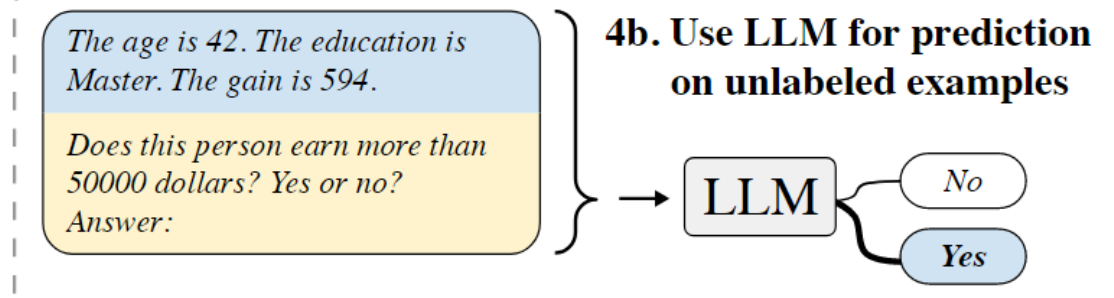 The age is 42. The education is
Master. The gain is 594.
Does this person earn more than
50000 dollars? Yes or no?
Answer:
4b. Use LLM for prediction
on unlabeled examples
LLM
No
Yes